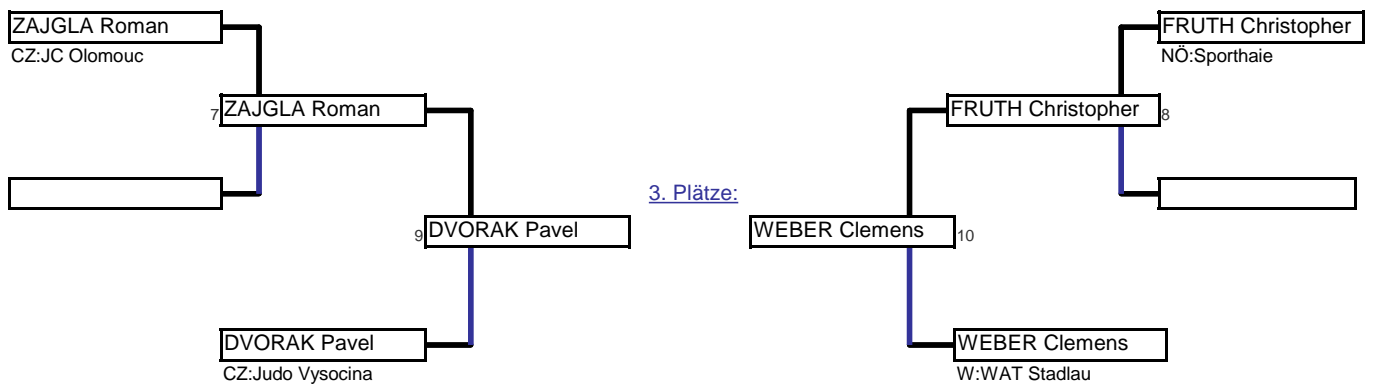 ZAJGLA Roman
CZ:JC Olomouc
FRUTH Christopher
NÖ:Sporthaie
7 ZAJGLA Roman
FRUTH Christopher 8
3. Plätze:
9 DVORAK Pavel
WEBER Clemens 10
DVORAK Pavel
CZ:Judo Vysocina
WEBER Clemens
W:WAT Stadlau